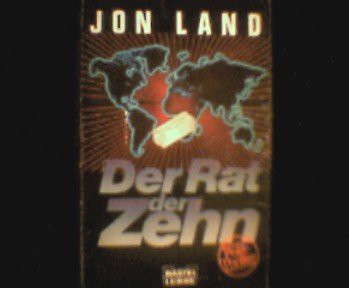 JON LAND
Der Rat
der
Zehn